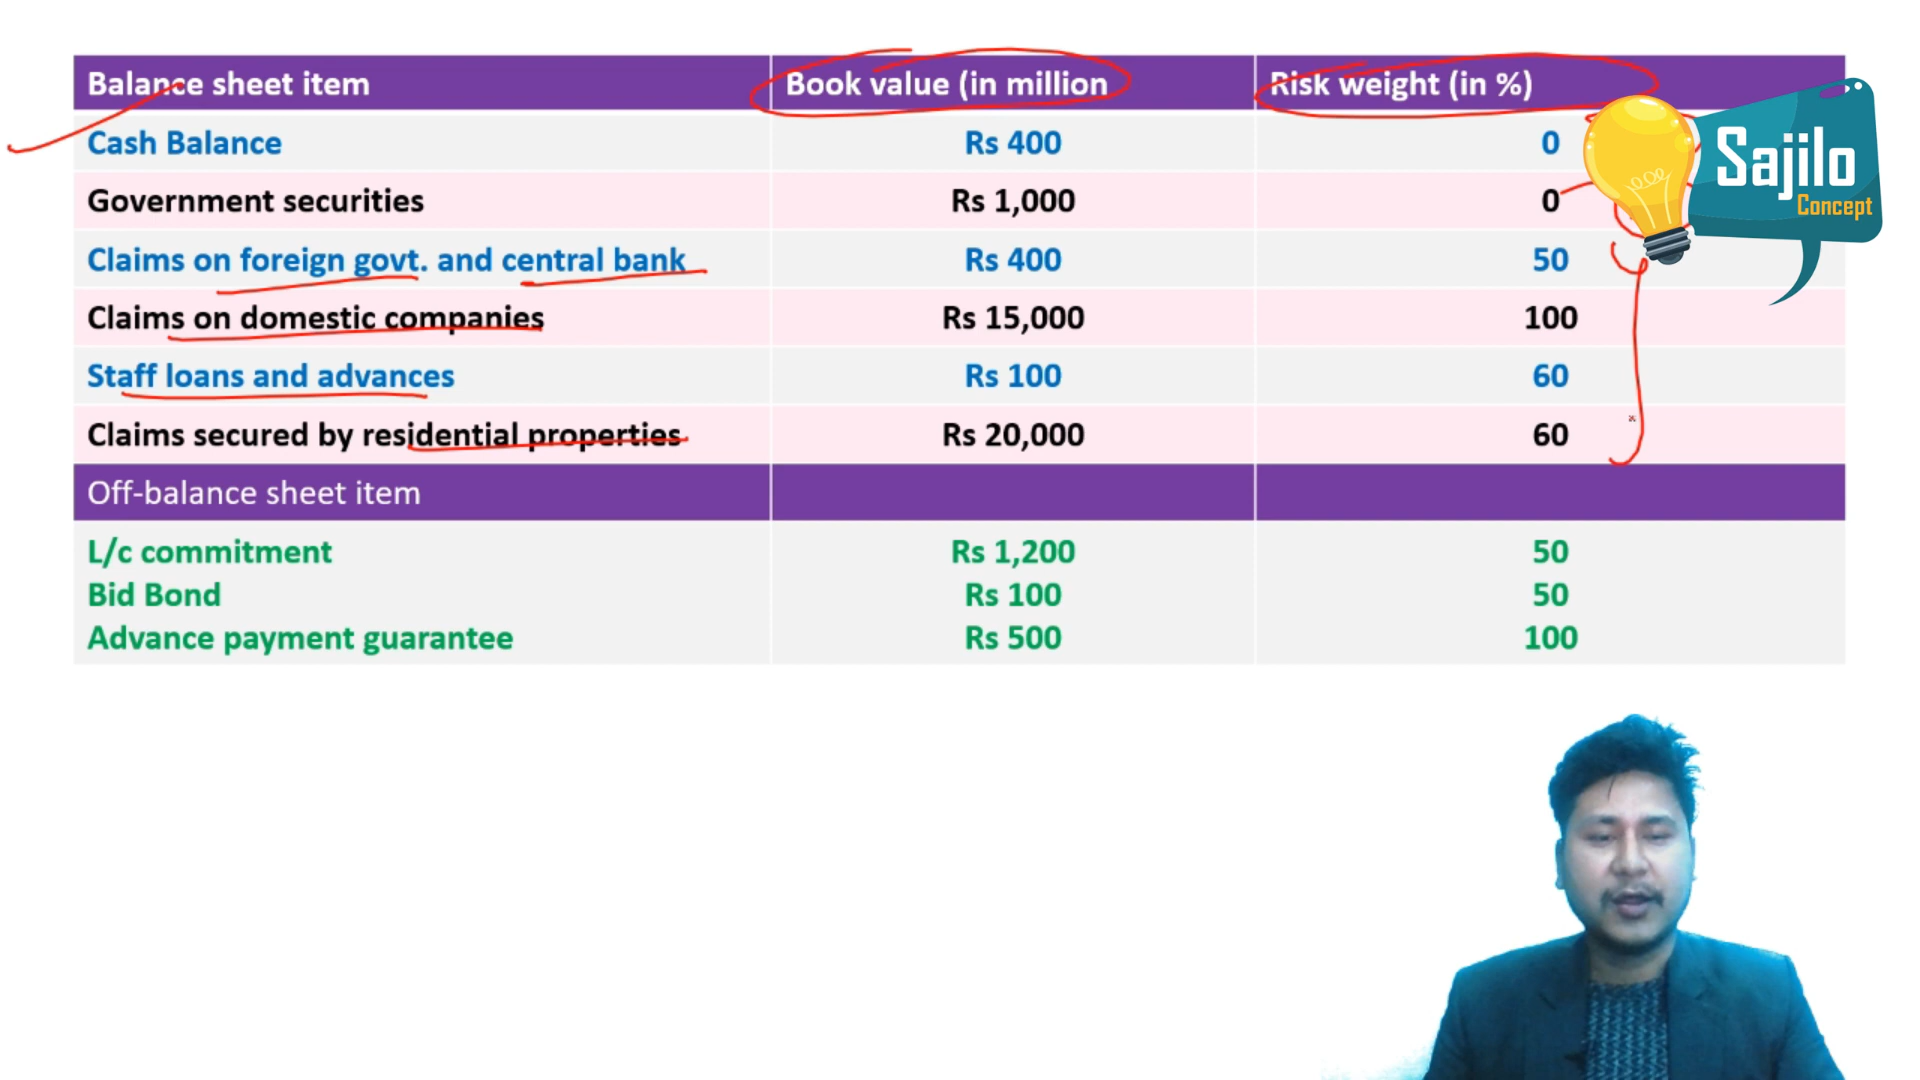 Balance sheet item Book value (in million Risk weight (in %)
Cash Balance Rs 400 0
Government securities Rs 1,000 0
Claims on foreign govt. and central bank Rs 400 50
Claims on domestic companies Rs 15,000 100
Staff loans and advances Rs 100 60
Claims secured by residential properties Rs 20,000 60
Off-balance sheet item
L/c commitment Rs 1,200 50
Bid Bond Rs 100 50
Advance payment guarantee Rs 500 100
Sajilo
Concept